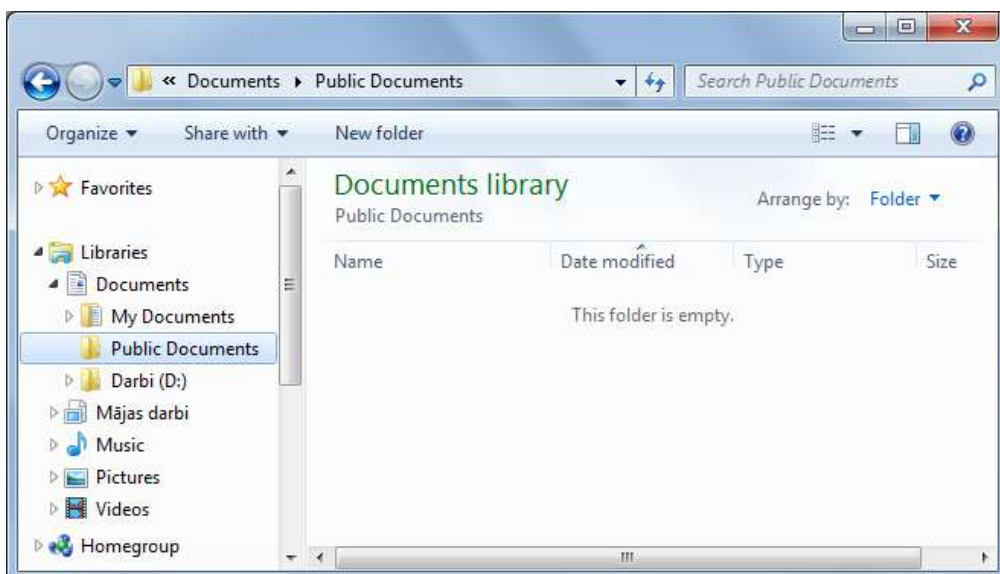 « Documents ▸ Public Documents
Search Public Documents
Organize
Share with
New folder
Favorites
Libraries
Documents
My Documents
Public Documents
Darbi (D:)
Mājas darbi
Music
Pictures
Videos
Homegroup
Documents library
Public Documents
Arrange by: Folder
Name Date modified Type Size
This folder is empty.